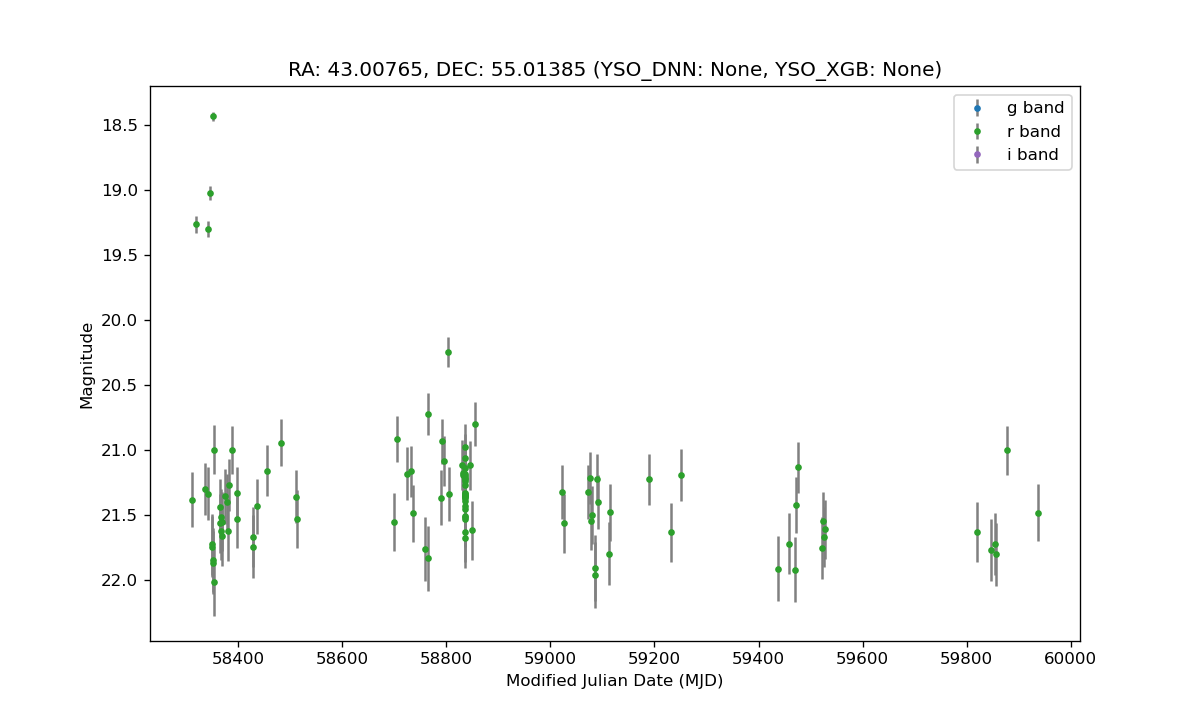 RA: 43.00765, DEC: 55.01385 (YSO_DNN: None, YSO_XGB: None)
g band
r band
i band
18.5
19.0
19.5
20.0
20.5
21.0
21.5
22.0
Magnitude
58400 58600 58800 59000 59200 59400 59600 59800 60000
Modified Julian Date (MJD)